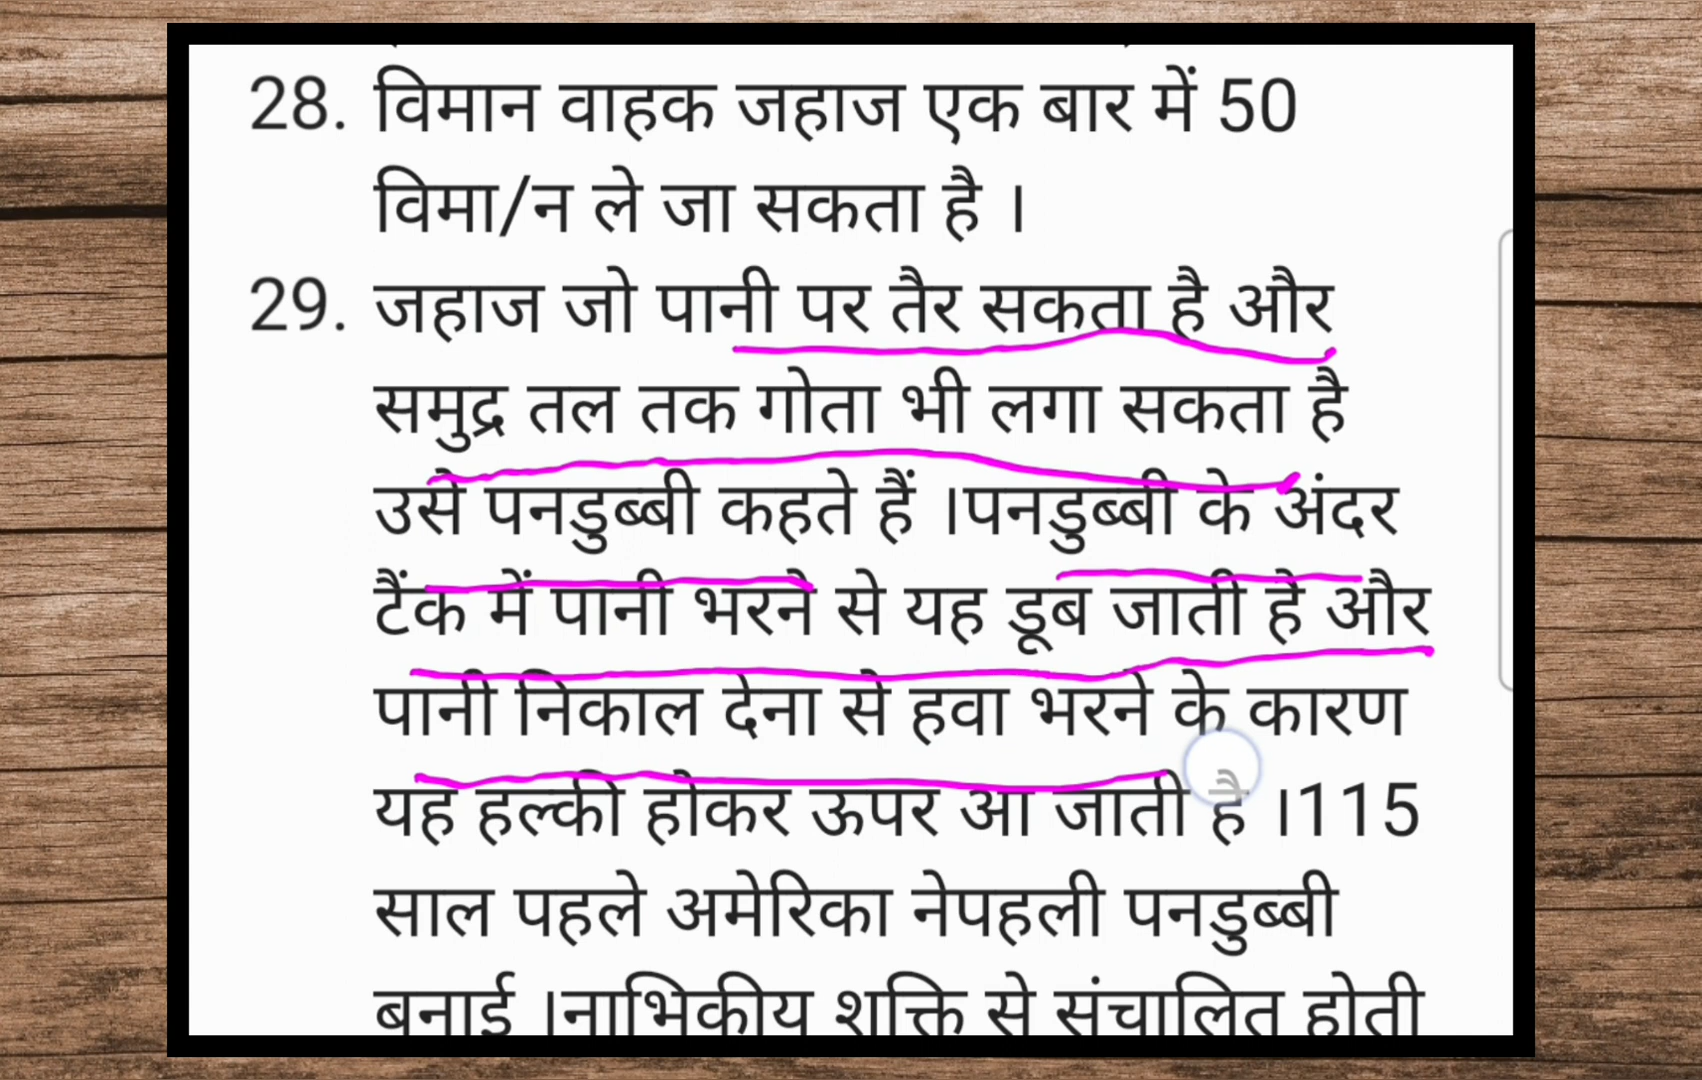 28. विमान वाहक जहाज एक बार में 50
विमा/न ले जा सकता है ।
29. जहाज जो पानी पर तैर सकता है और
समुद्र तल तक गोता भी लगा सकता है
उसे पनडुब्बी कहते हैं ।पनडुब्बी के अंदर
टैंक में पानी भरने से यह डूब जाती है और
पानी निकाल देना से हवा भरने के कारण
यह हल्की होकर ऊपर आ जाती है ।115
साल पहले अमेरिका नेपहली पनडुब्बी
बनाई ।नाभिकीय शक्ति से संचालित होती